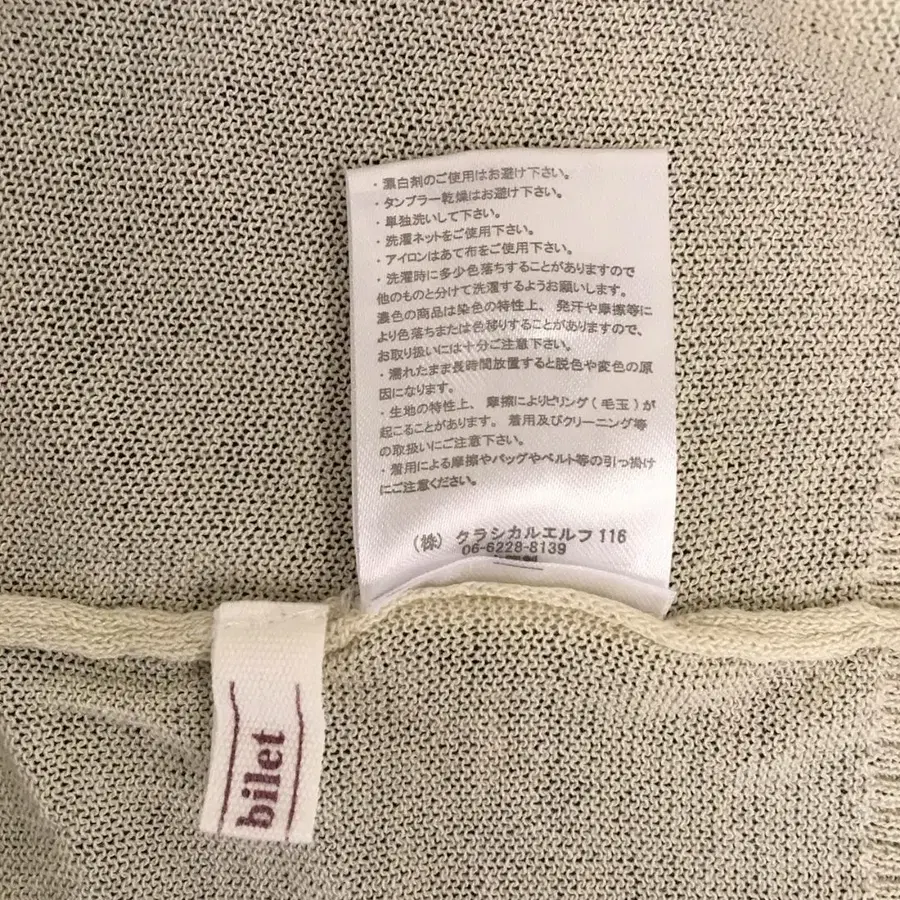 ・漂白剤のご使用はお避け下さい。
・タンブラー乾燥はお避け下さい。
・単独洗いして下さい。
・洗濯ネットをご使用下さい。
・アイロンはあて布をご使用下さい。
・洗濯時に多少色落ちすることがありますので
他のものと分けて洗濯するようお願いします。
濃色の商品は染色の特性上、発汗や摩擦等に
より色落ちまたは色移りすることがありますので、
お取り扱いには十分ご注意下さい。
・濡れたまま長時間放置すると脱色や変色の原
因になります。
・生地の特性上、摩擦によりピリング(毛玉)が
起こることがあります。着用及びクリーニング等
の取扱いにご注意下さい。
・着用による摩擦やバッグやベルト等の引っ掛け
にご注意ください。
(株)クラシカルエルフ116
06-6228-8139
bilet